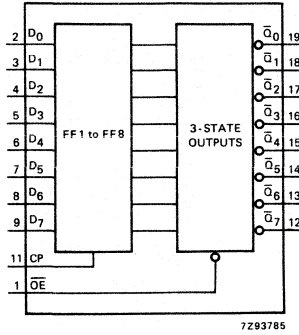 2 D0 Q̅0 19
3 D1 Q̅1 18
4 D2 Q̅2 17
5 D3 Q̅3 16
6 D4 Q̅4 15
7 D5 Q̅5 14
8 D6 Q̅6 13
9 D7 Q̅7 12
FF1 to FF8
3-STATE
OUTPUTS
11 CP
1 O̅E̅
7Z93785